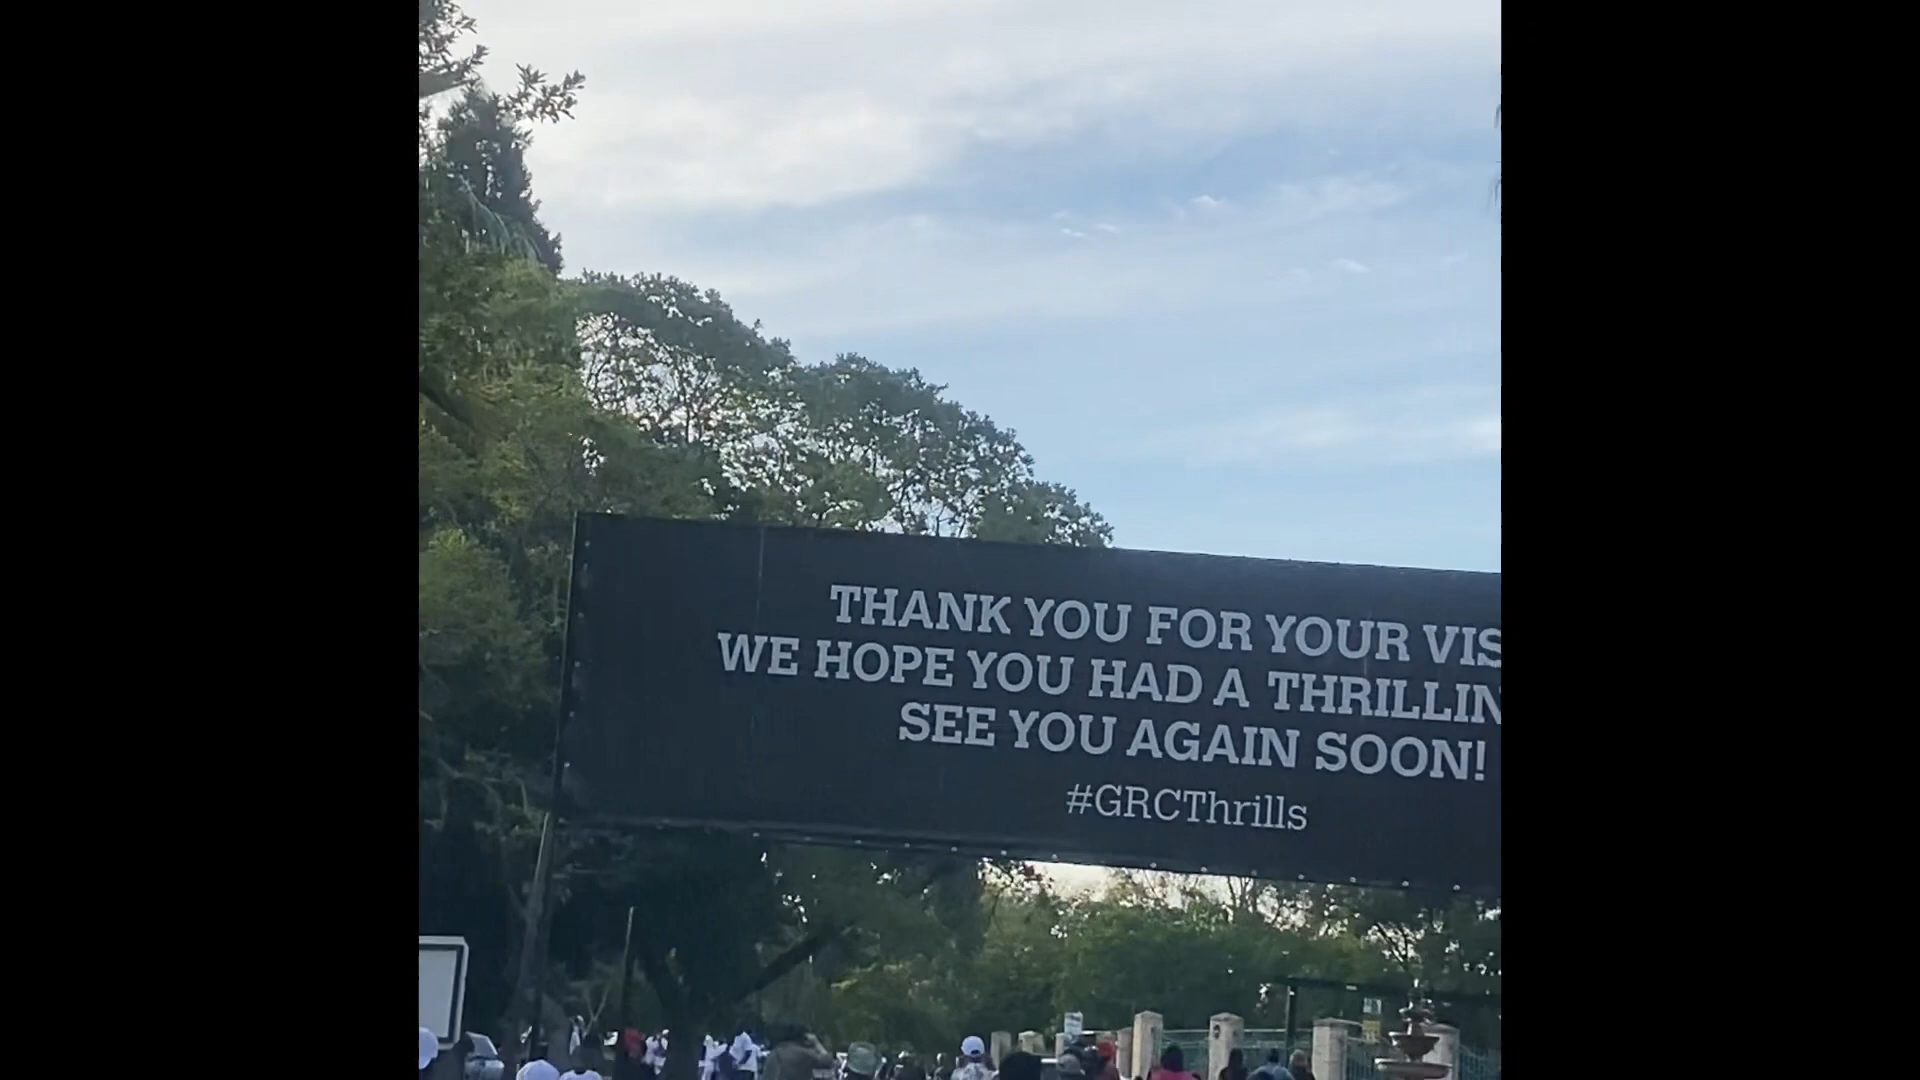 THANK YOU FOR YOUR VIS
WE HOPE YOU HAD A THRILLIN
SEE YOU AGAIN SOON!
#GRCThrills